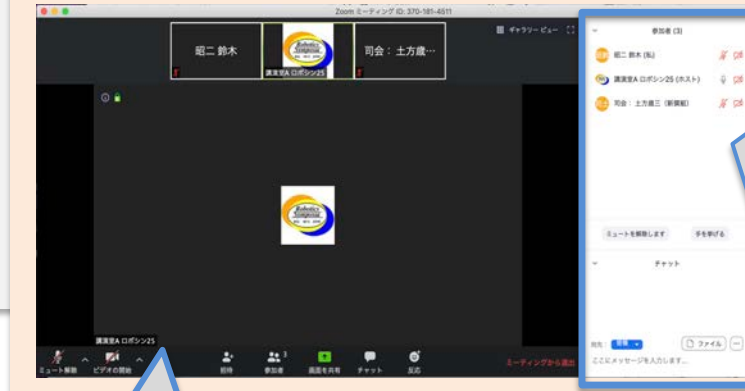 Zoom ミーティング ID: 370-181-4511
ギャラリービュー
昭二 鈴木
Robotics
Symposia
講演室A ロボシン25
司会：土方歳…
Robotics
Symposia
講演室A ロボシン25
ミュート解除
ビデオの開始
招待
参加者
3
画面を共有
チャット
反応
ミーティングから退出
参加者 (3)
昭二 鈴木 (私)
講演室A ロボシン25 (ホスト)
司会：土方歳三（新撰組）
ミュートを解除します
手を挙げる
チャット
宛先：
全員
ファイル
ここにメッセージを入力します...